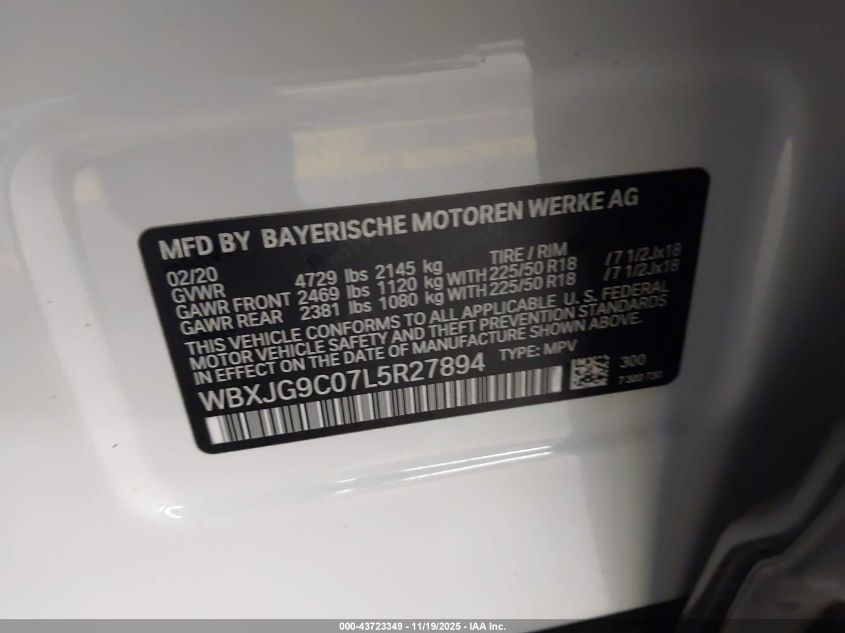 MFD BY BAYERISCHE MOTOREN WERKE AG
02/20 TIRE / RIM
GVWR 4729 lbs 2145 kg
GAWR FRONT 2469 lbs 1120 kg WITH 225/50 R18 /7 1/2Jx18
GAWR REAR 2381 lbs 1080 kg WITH 225/50 R18 /7 1/2Jx18
THIS VEHICLE CONFORMS TO ALL APPLICABLE U. S. FEDERAL
MOTOR VEHICLE SAFETY AND THEFT PREVENTION STANDARDS
IN EFFECT ON THE DATE OF MANUFACTURE SHOWN ABOVE.
WBXJG9C07L5R27894 TYPE: MPV
300
7 320 730
000-43723349 - 11/19/2025 - IAA Inc.